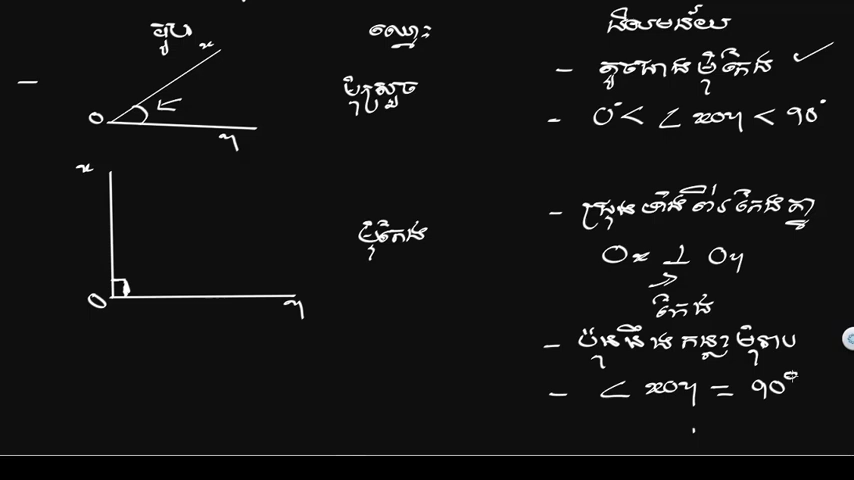 រូប ឈ្មោះ និយមន័យ
x
O
y
មុំស្រួច
- តូចជាងមុំកែង
- 0° < ∠ xoy < 90°
x
O
y
មុំកែង
- ជ្រុងទាំងពីរកែងគ្នា
Ox ⊥ Oy
កែង
- ប៉ុននឹងកន្លះមុំរាប
- ∠ xoy = 90°